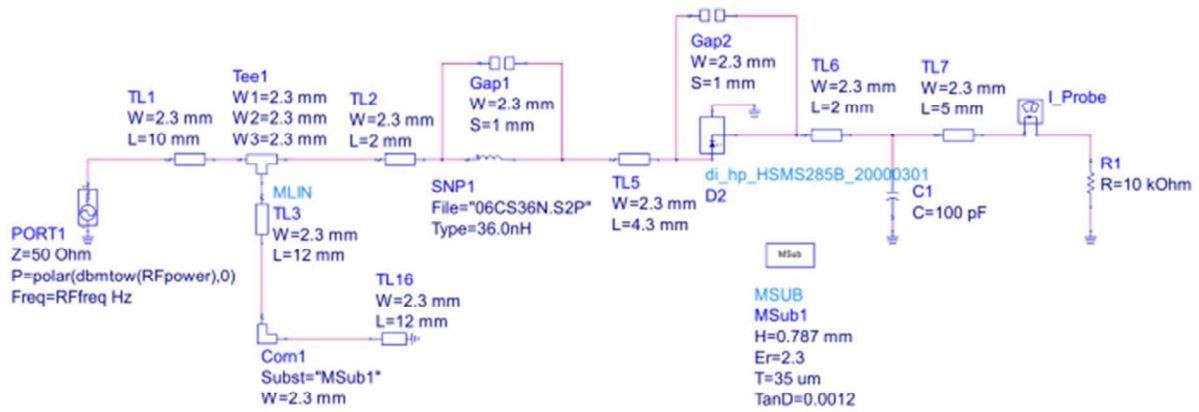 PORT1
Z=50 Ohm
P=polar(dbmtow(RFpower),0)
Freq=RFfreq Hz
TL1
W=2.3 mm
L=10 mm
Tee1
W1=2.3 mm
W2=2.3 mm
W3=2.3 mm
MLIN
TL3
W=2.3 mm
L=12 mm
Corn1
Subst="MSub1"
W=2.3 mm
TL16
W=2.3 mm
L=12 mm
TL2
W=2.3 mm
L=2 mm
Gap1
W=2.3 mm
S=1 mm
SNP1
File="06CS36N.S2P"
Type=36.0nH
TL5
W=2.3 mm
L=4.3 mm
Gap2
W=2.3 mm
S=1 mm
di_hp_HSMS285B_20000301
D2
TL6
W=2.3 mm
L=2 mm
TL7
W=2.3 mm
L=5 mm
I_Probe
C1
C=100 pF
R1
R=10 kOhm
MSub
MSUB
MSub1
H=0.787 mm
Er=2.3
T=35 um
TanD=0.0012